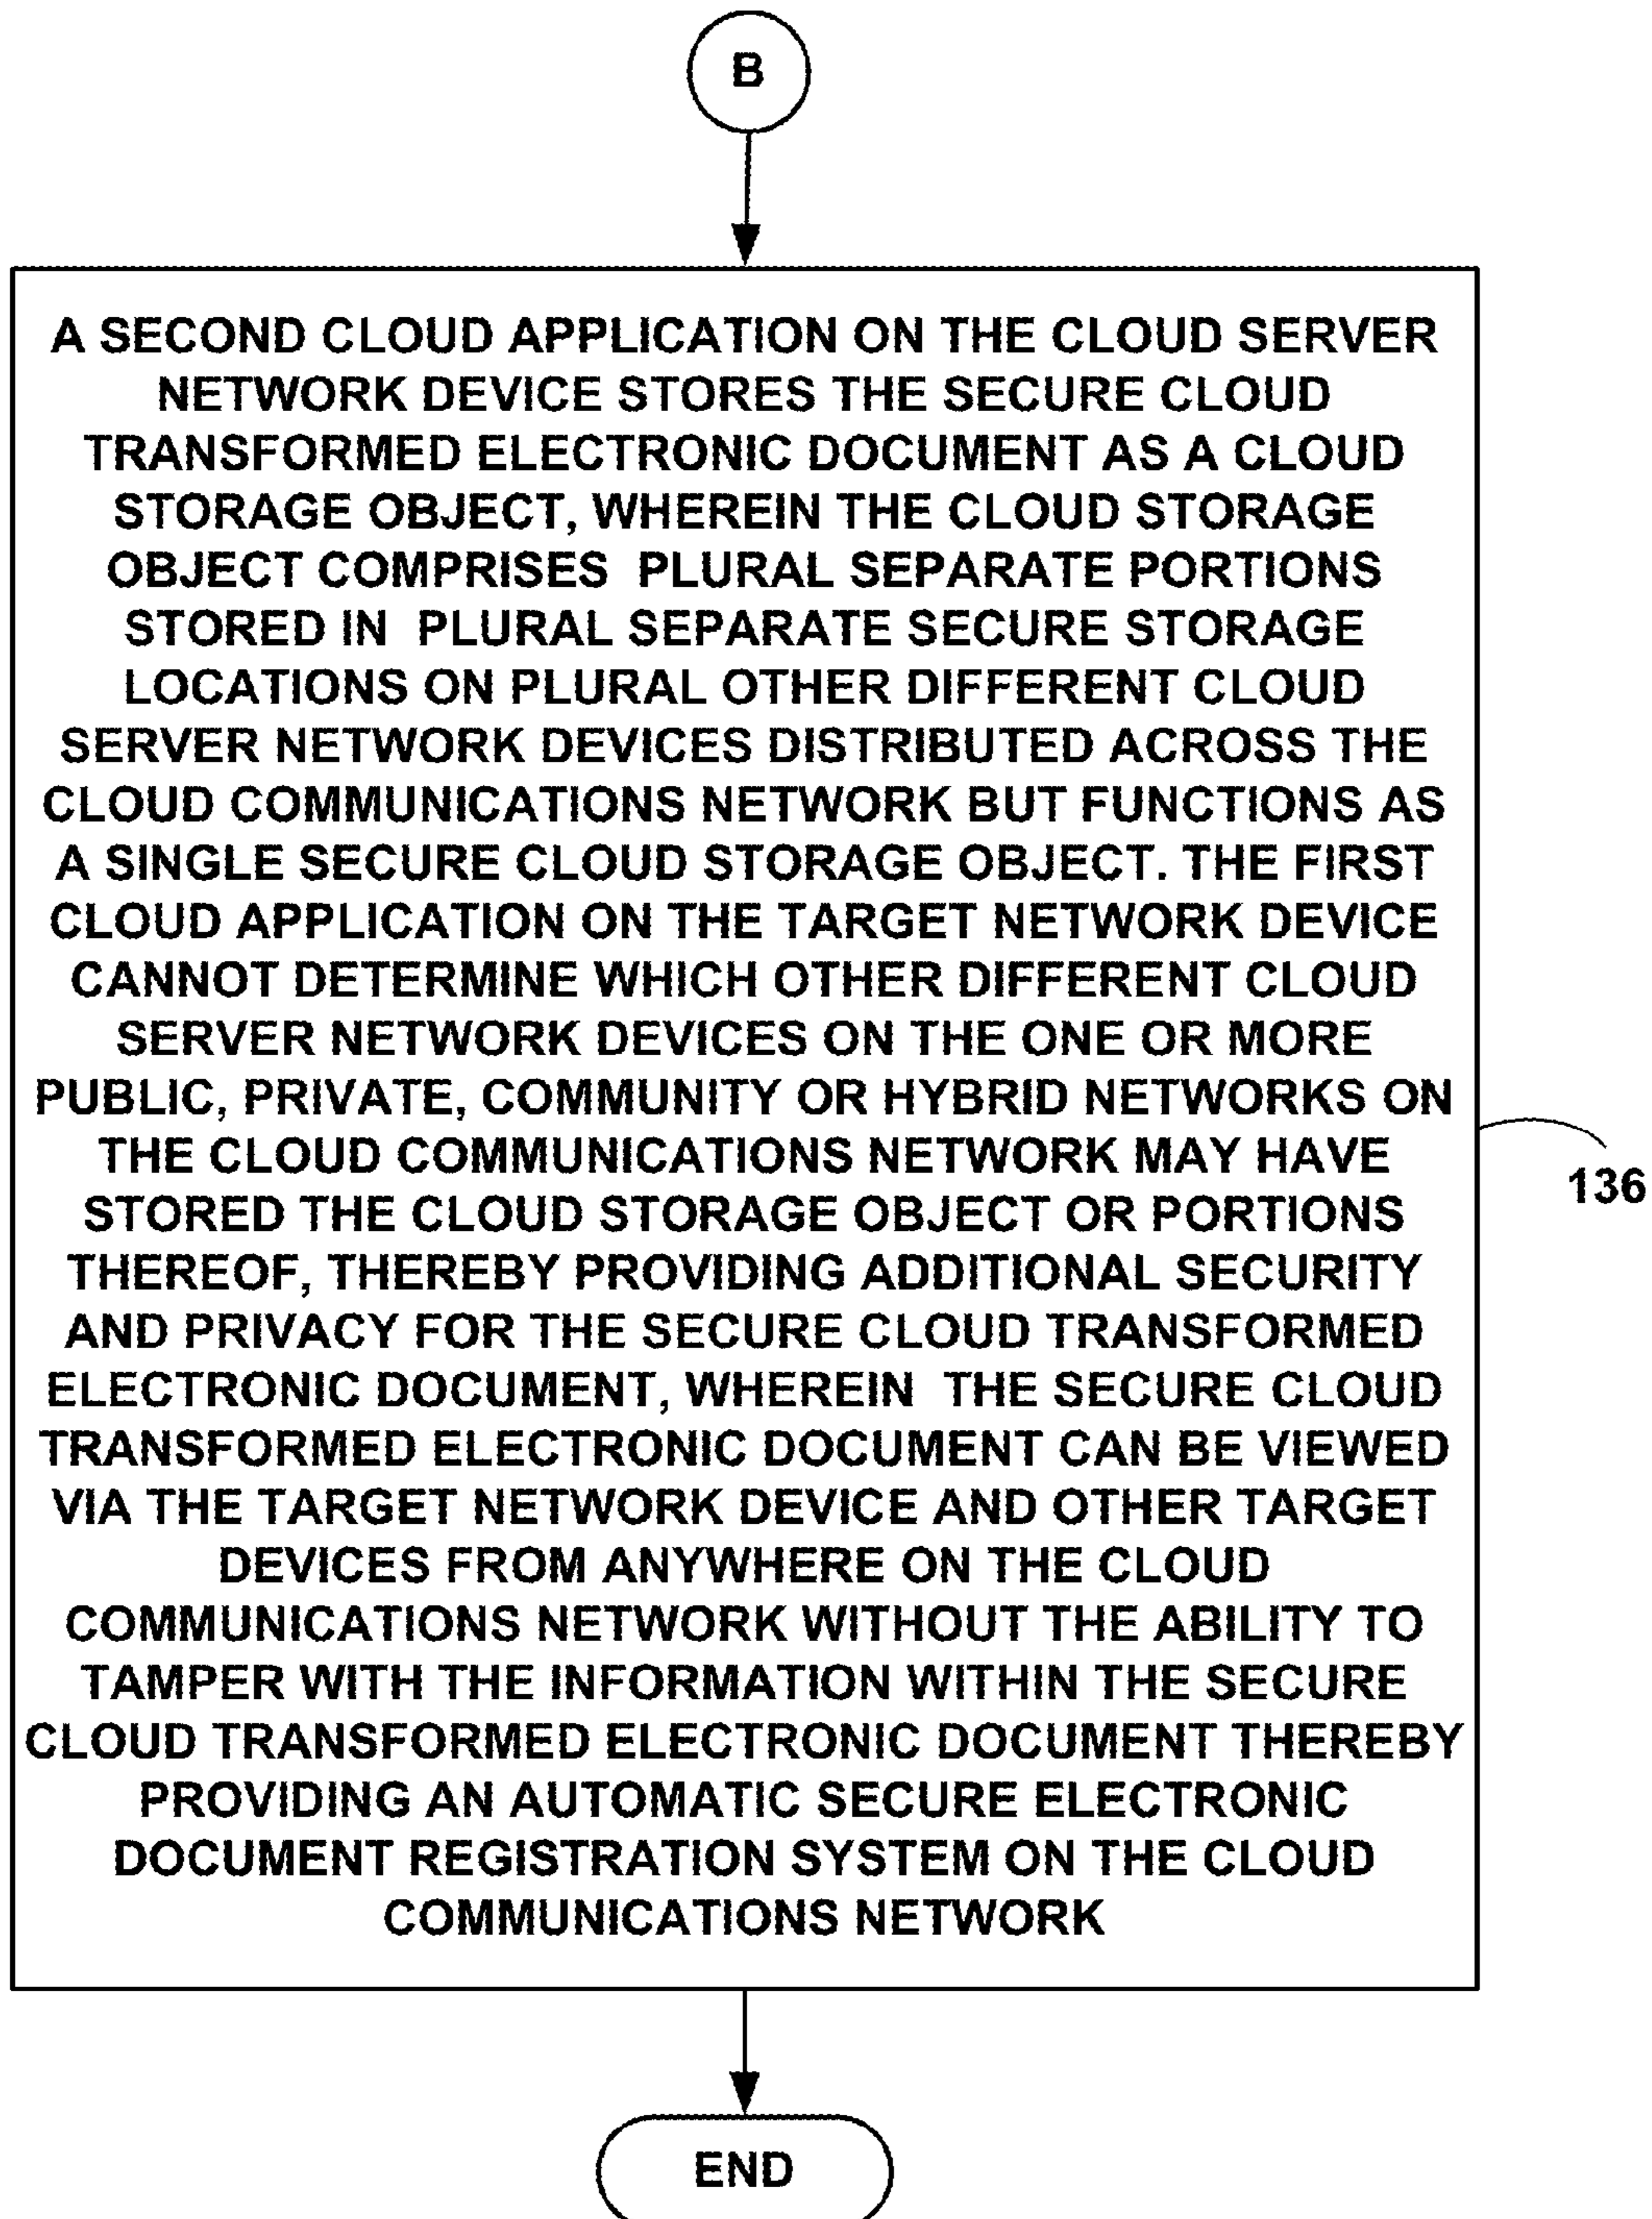 B
A SECOND CLOUD APPLICATION ON THE CLOUD SERVER
NETWORK DEVICE STORES THE SECURE CLOUD
TRANSFORMED ELECTRONIC DOCUMENT AS A CLOUD
STORAGE OBJECT, WHEREIN THE CLOUD STORAGE
OBJECT COMPRISES PLURAL SEPARATE PORTIONS
STORED IN PLURAL SEPARATE SECURE STORAGE
LOCATIONS ON PLURAL OTHER DIFFERENT CLOUD
SERVER NETWORK DEVICES DISTRIBUTED ACROSS THE
CLOUD COMMUNICATIONS NETWORK BUT FUNCTIONS AS
A SINGLE SECURE CLOUD STORAGE OBJECT. THE FIRST
CLOUD APPLICATION ON THE TARGET NETWORK DEVICE
CANNOT DETERMINE WHICH OTHER DIFFERENT CLOUD
SERVER NETWORK DEVICES ON THE ONE OR MORE
PUBLIC, PRIVATE, COMMUNITY OR HYBRID NETWORKS ON
THE CLOUD COMMUNICATIONS NETWORK MAY HAVE
STORED THE CLOUD STORAGE OBJECT OR PORTIONS
THEREOF, THEREBY PROVIDING ADDITIONAL SECURITY
AND PRIVACY FOR THE SECURE CLOUD TRANSFORMED
ELECTRONIC DOCUMENT, WHEREIN THE SECURE CLOUD
TRANSFORMED ELECTRONIC DOCUMENT CAN BE VIEWED
VIA THE TARGET NETWORK DEVICE AND OTHER TARGET
DEVICES FROM ANYWHERE ON THE CLOUD
COMMUNICATIONS NETWORK WITHOUT THE ABILITY TO
TAMPER WITH THE INFORMATION WITHIN THE SECURE
CLOUD TRANSFORMED ELECTRONIC DOCUMENT THEREBY
PROVIDING AN AUTOMATIC SECURE ELECTRONIC
DOCUMENT REGISTRATION SYSTEM ON THE CLOUD
COMMUNICATIONS NETWORK
136
END